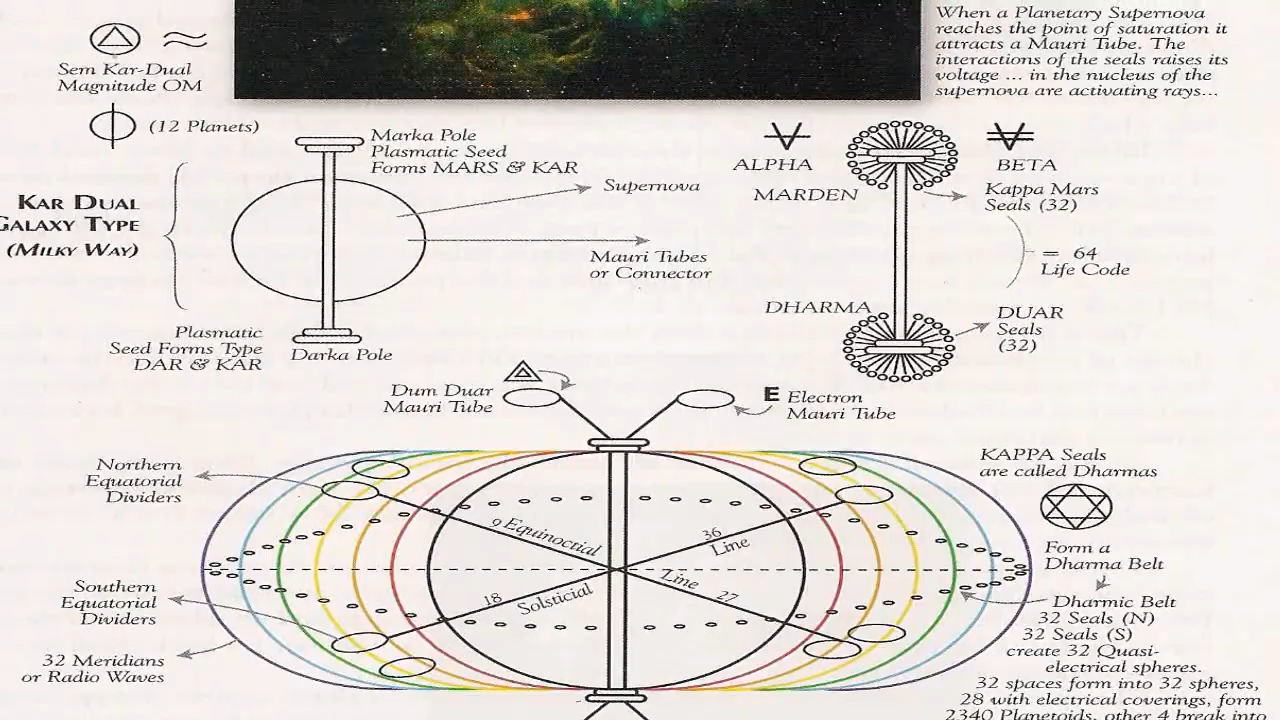 When a Planetary Supernova
reaches the point of saturation it
attracts a Mauri Tube. The
interactions of the seals raises its
voltage ... in the nucleus of the
supernova are activating rays...
Sem Kar-Dual
Magnitude OM
(12 Planets)
KAR DUAL
GALAXY TYPE
(MILKY WAY)
Marka Pole
Plasmatic Seed
Forms MARS & KAR
Supernova
Mauri Tubes
or Connector
Plasmatic
Seed Forms Type
DAR & KAR
Darka Pole
ALPHA
BETA
MARDEN
Kappa Mars
Seals (32)
= 64
Life Code
DHARMA
DUAR
Seals
(32)
Dum Duar
Mauri Tube
E Electron
Mauri Tube
Northern
Equatorial
Dividers
KAPPA Seals
are called Dharmas
9 Equinoctial
36
Line
Form a
Dharma Belt
Southern
Equatorial
Dividers
18
Solsticial
Line
27
Dharmic Belt
32 Seals (N)
32 Seals (S)
create 32 Quasi-
electrical spheres.
32 Meridians
or Radio Waves
32 spaces form into 32 spheres,
28 with electrical coverings, form
2340 Planetoids, other 4 break into